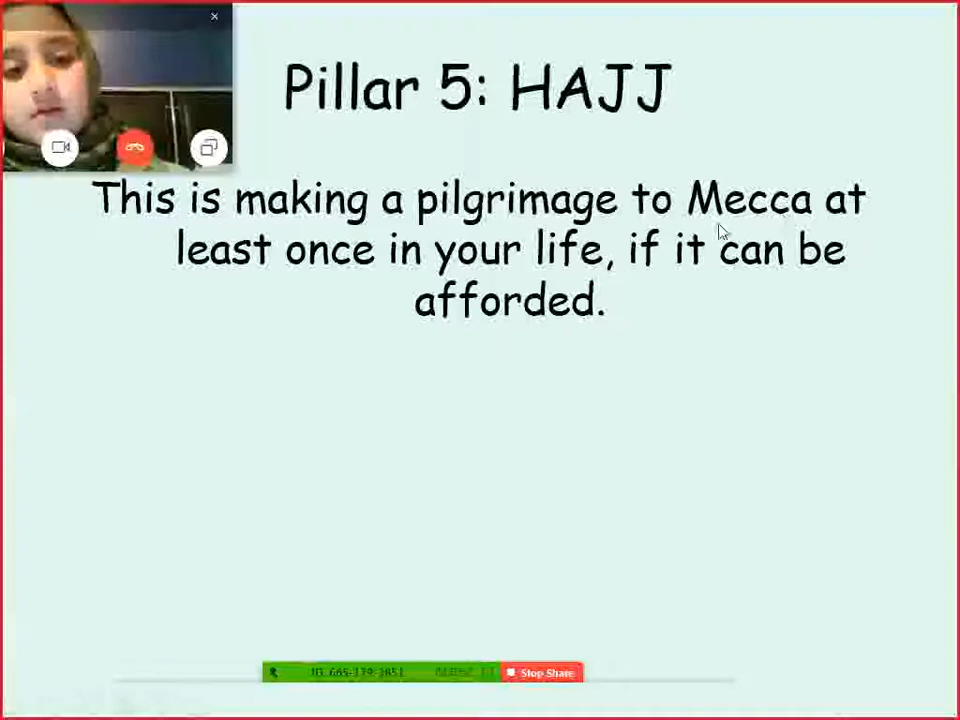 Pillar 5: HAJJ
This is making a pilgrimage to Mecca at
least once in your life, if it can be
afforded.
Stop Share